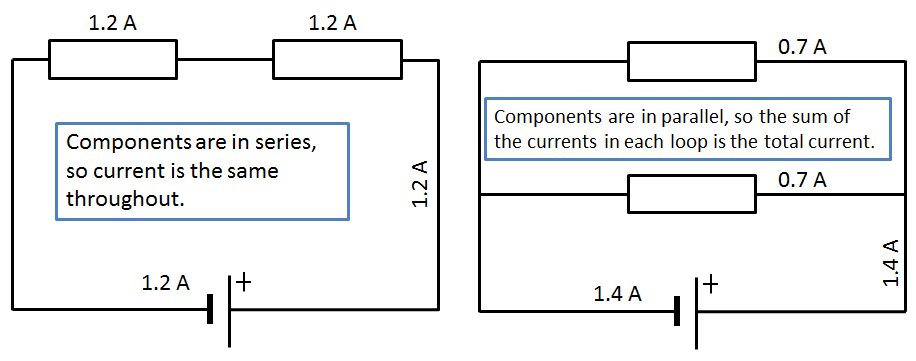 1.2 A
1.2 A
Components are in series,
so current is the same
throughout.
1.2 A
1.2 A
+
0.7 A
Components are in parallel, so the sum of
the currents in each loop is the total current.
0.7 A
1.4 A
1.4 A
+